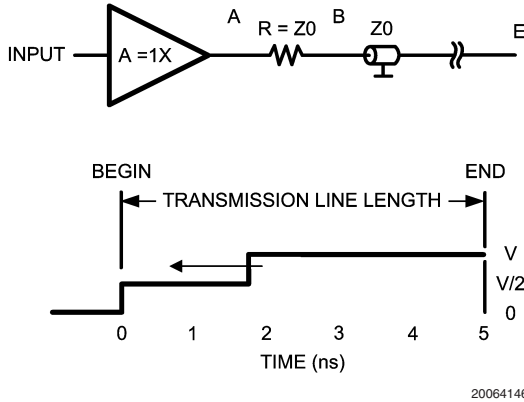 A R = Z0 B Z0 E
INPUT A =1X
BEGIN END
TRANSMISSION LINE LENGTH
V
V/2
0
0 1 2 3 4 5
TIME (ns)
20064146